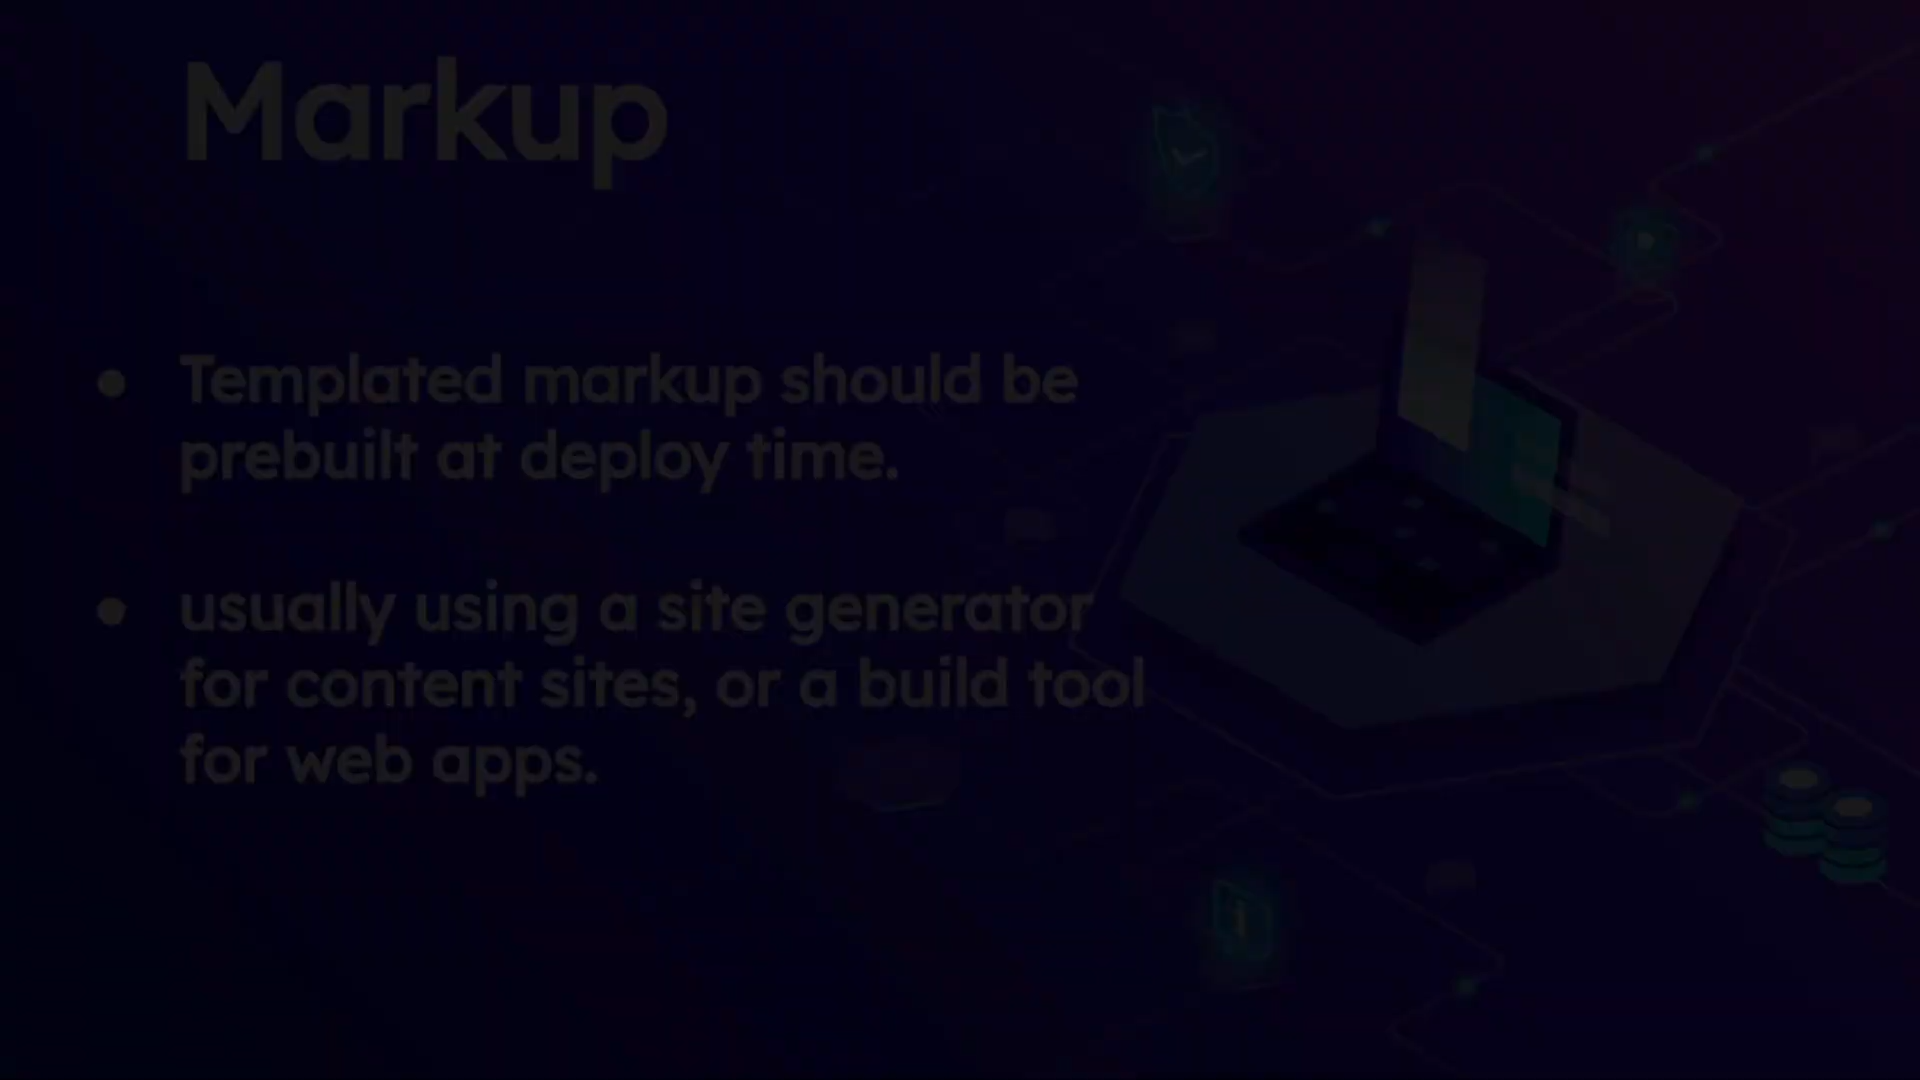 Markup
● Templated markup should be
prebuilt at deploy time.
● usually using a site generator
for content sites, or a build tool
for web apps.